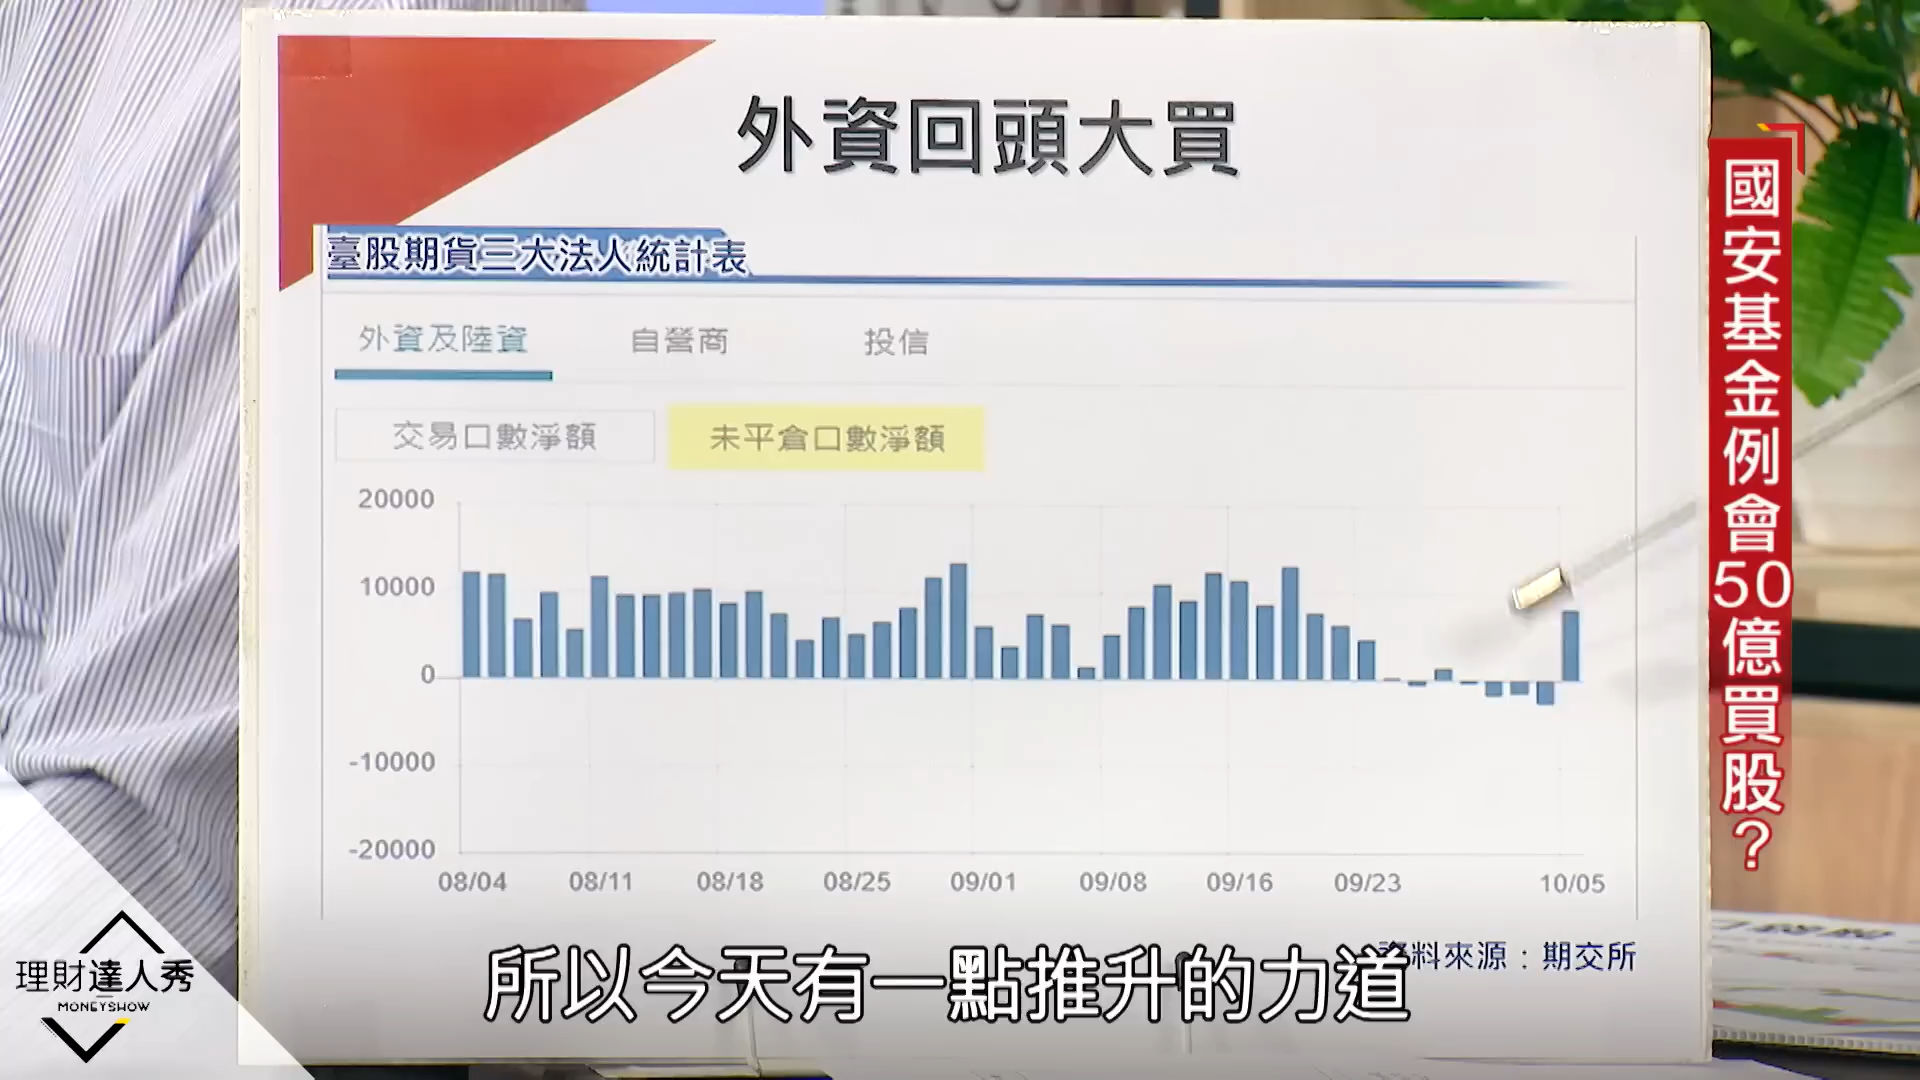 外資回頭大買
臺股期貨三大法人統計表
外資及陸資
自營商
投信
交易口數淨額
未平倉口數淨額
20000
10000
0
-10000
-20000
08/04
08/11
08/18
08/25
09/01
09/08
09/16
09/23
10/05
料來源：期交所
所以今天有一點推升的力道
國安基金例會50億買股？
理財達人秀
MONEYSHOW